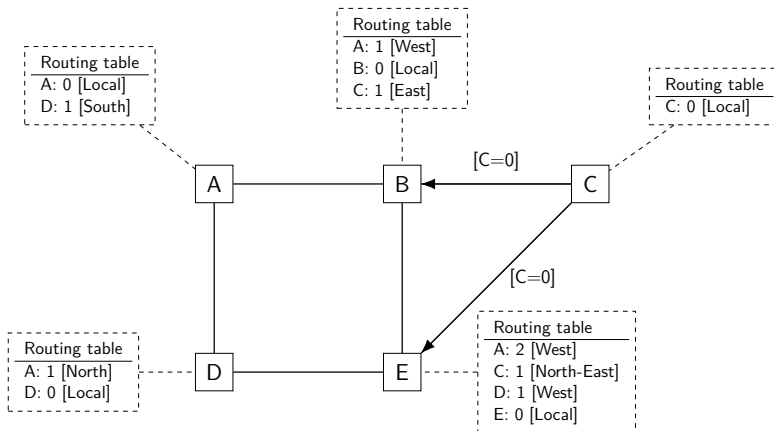 Routing table
A: 1 [West]
B: 0 [Local]
C: 1 [East]
Routing table
A: 0 [Local]
D: 1 [South]
Routing table
C: 0 [Local]
[C=0]
A
B
C
[C=0]
Routing table
A: 1 [North]
D: 0 [Local]
D
E
Routing table
A: 2 [West]
C: 1 [North-East]
D: 1 [West]
E: 0 [Local]